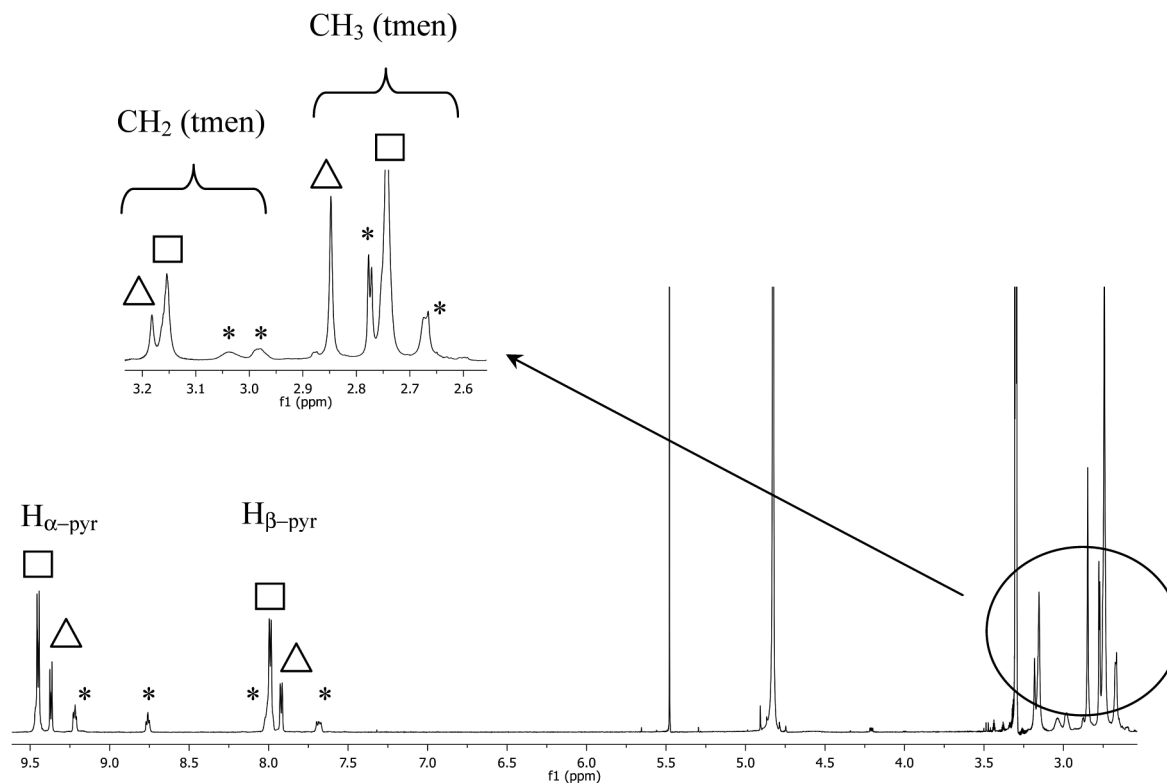 CH₃ (tmen)
CH₂ (tmen)
*
*
*
*
3.2 3.1 3.0 2.9 2.8 2.7 2.6
f1 (ppm)
Hα–pyr
Hβ–pyr
* * * *
9.5 9.0 8.5 8.0 7.5 7.0 6.5 6.0 5.5 5.0 4.5 4.0 3.5 3.0
f1 (ppm)